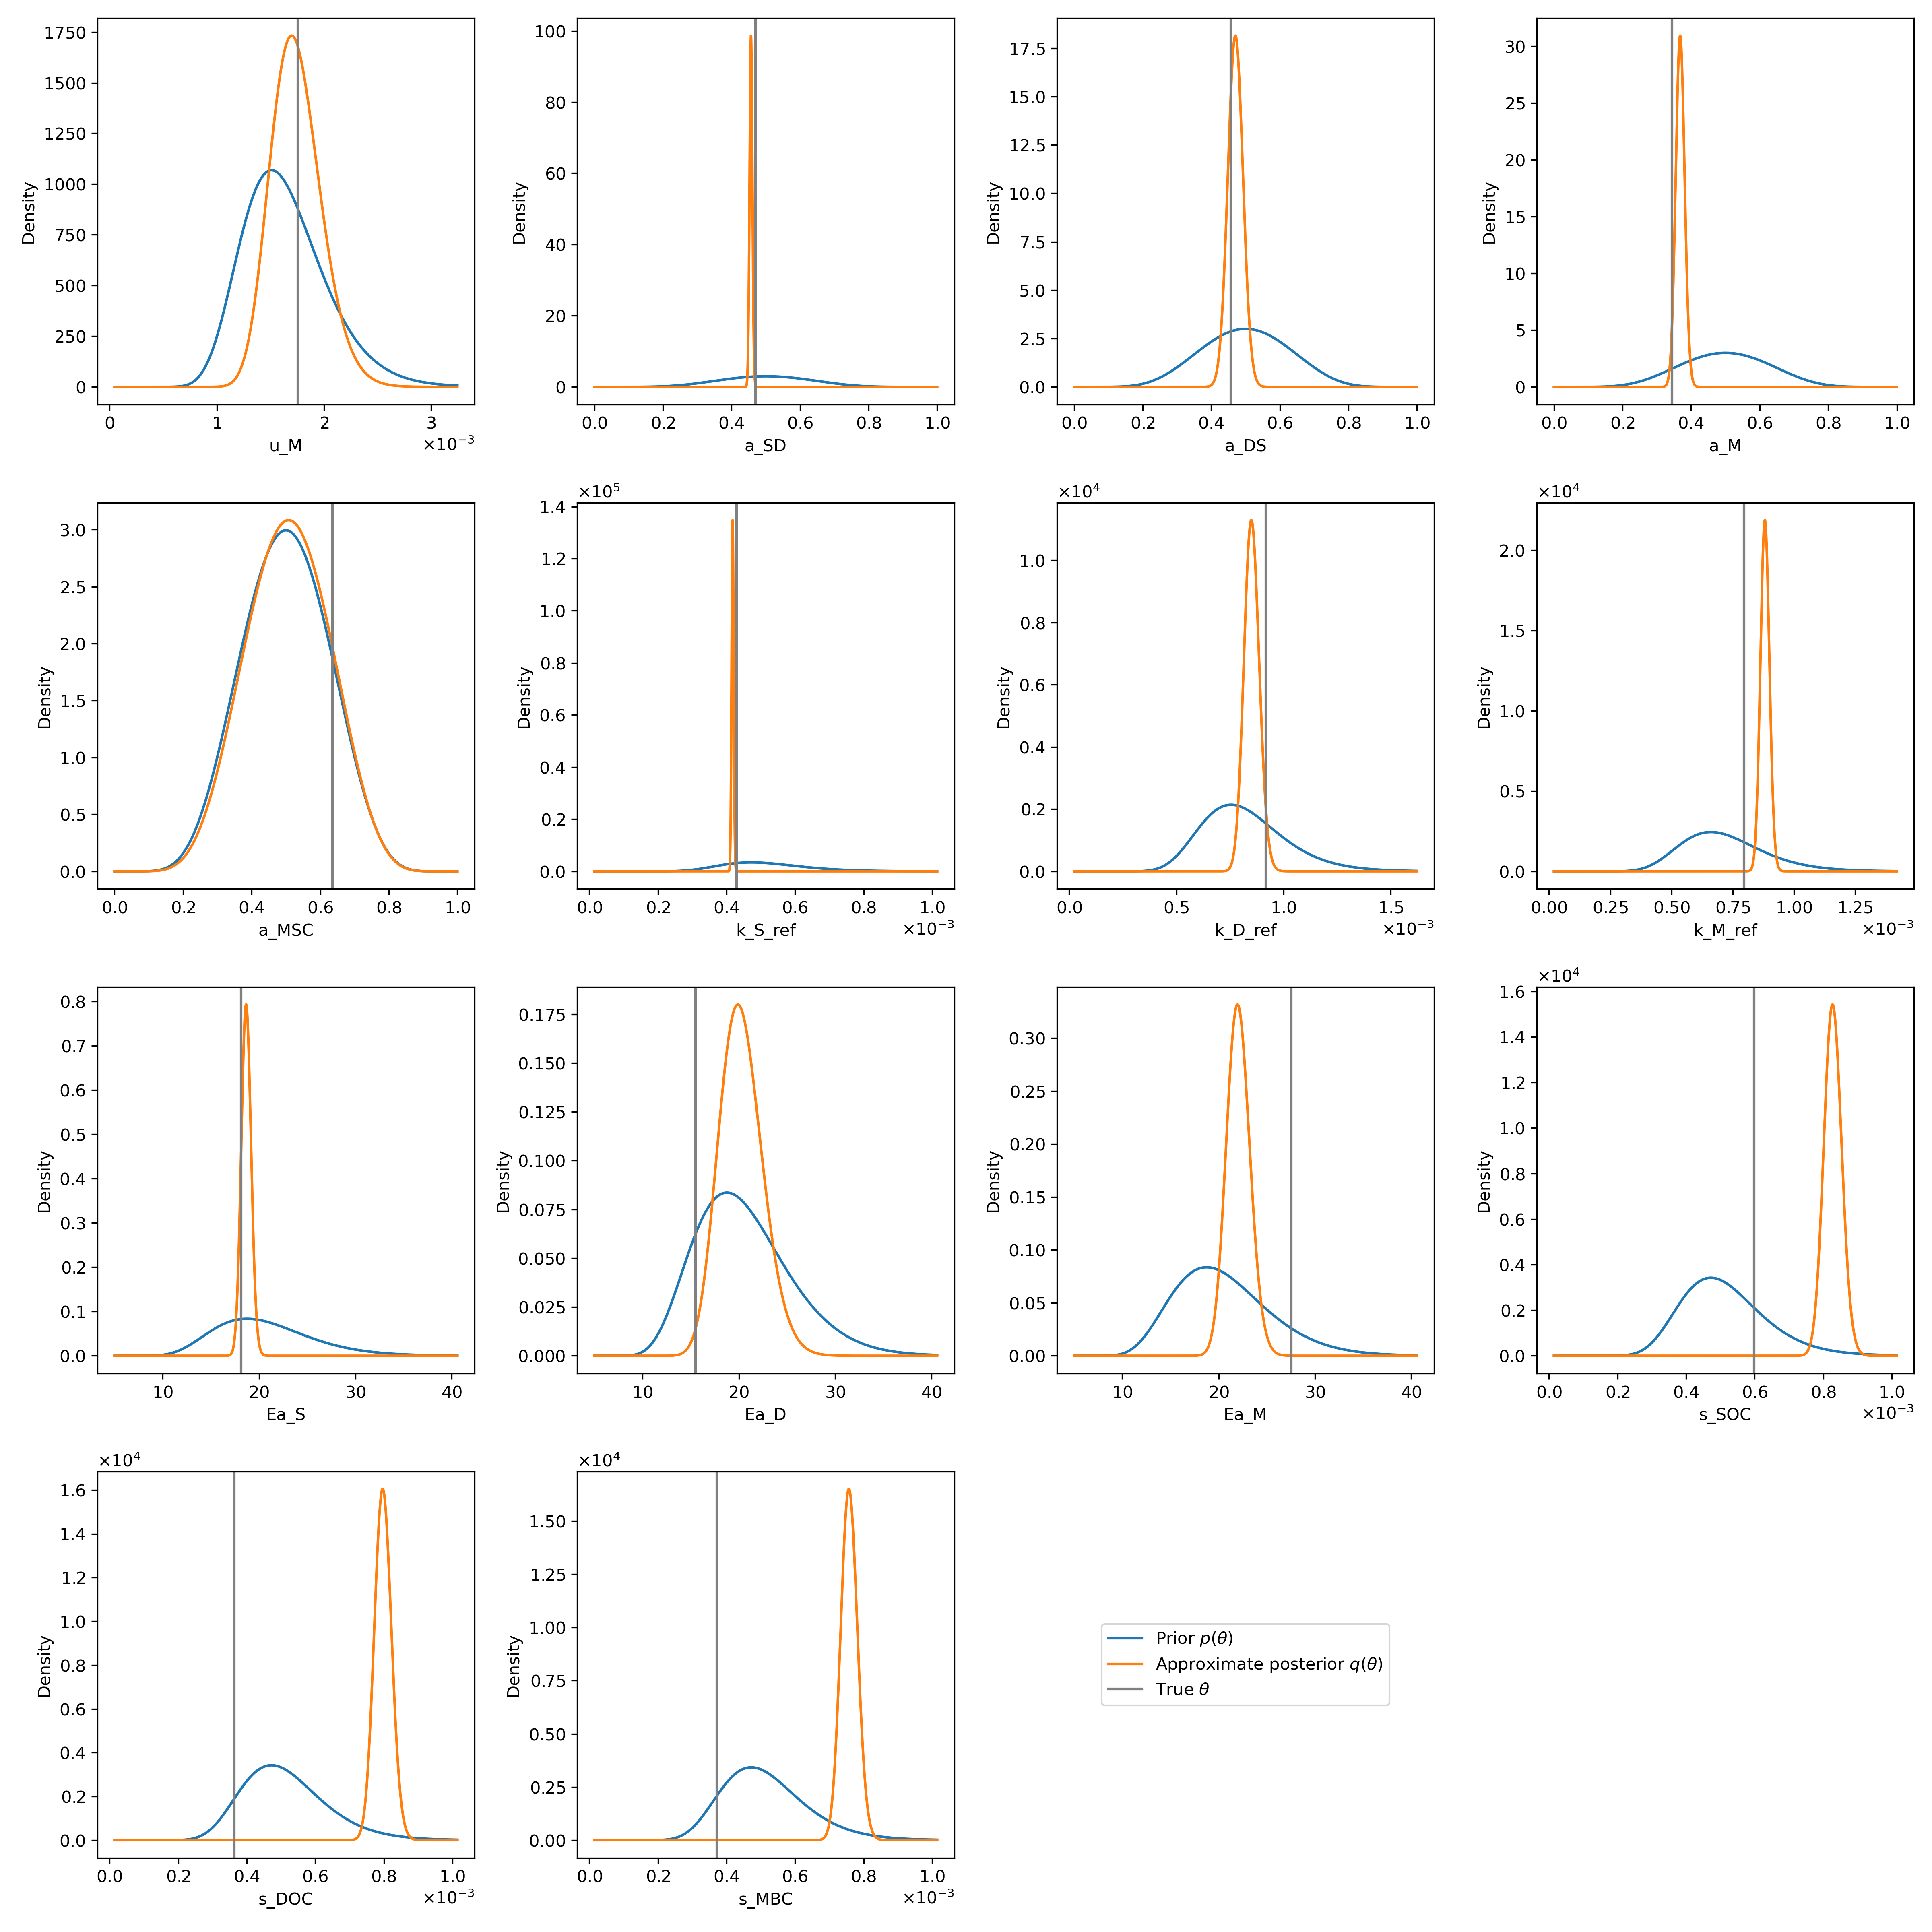 1750
1500
1250
1000
750
500
250
0
Density
0 1 2 3
u_M
×10⁻³
100
80
60
40
20
0
Density
0.0 0.2 0.4 0.6 0.8 1.0
a_SD
17.5
15.0
12.5
10.0
7.5
5.0
2.5
0.0
Density
0.0 0.2 0.4 0.6 0.8 1.0
a_DS
30
25
20
15
10
5
0
Density
0.0 0.2 0.4 0.6 0.8 1.0
a_M
3.0
2.5
2.0
1.5
1.0
0.5
0.0
Density
0.0 0.2 0.4 0.6 0.8 1.0
a_MSC
×10⁵
1.4
1.2
1.0
0.8
0.6
0.4
0.2
0.0
Density
0.0 0.2 0.4 0.6 0.8 1.0
k_S_ref
×10⁻³
×10⁴
1.0
0.8
0.6
0.4
0.2
0.0
Density
0.0 0.5 1.0 1.5
k_D_ref
×10⁻³
×10⁴
2.0
1.5
1.0
0.5
0.0
Density
0.00 0.25 0.50 0.75 1.00 1.25
k_M_ref
×10⁻³
0.8
0.7
0.6
0.5
0.4
0.3
0.2
0.1
0.0
Density
10 20 30 40
Ea_S
0.175
0.150
0.125
0.100
0.075
0.050
0.025
0.000
Density
10 20 30 40
Ea_D
0.30
0.25
0.20
0.15
0.10
0.05
0.00
Density
10 20 30 40
Ea_M
×10⁴
1.6
1.4
1.2
1.0
0.8
0.6
0.4
0.2
0.0
Density
0.0 0.2 0.4 0.6 0.8 1.0
s_SOC
×10⁻³
×10⁴
1.6
1.4
1.2
1.0
0.8
0.6
0.4
0.2
0.0
Density
0.0 0.2 0.4 0.6 0.8 1.0
s_DOC
×10⁻³
×10⁴
1.50
1.25
1.00
0.75
0.50
0.25
0.00
Density
0.0 0.2 0.4 0.6 0.8 1.0
s_MBC
×10⁻³
Prior p(θ)
Approximate posterior q(θ)
True θ